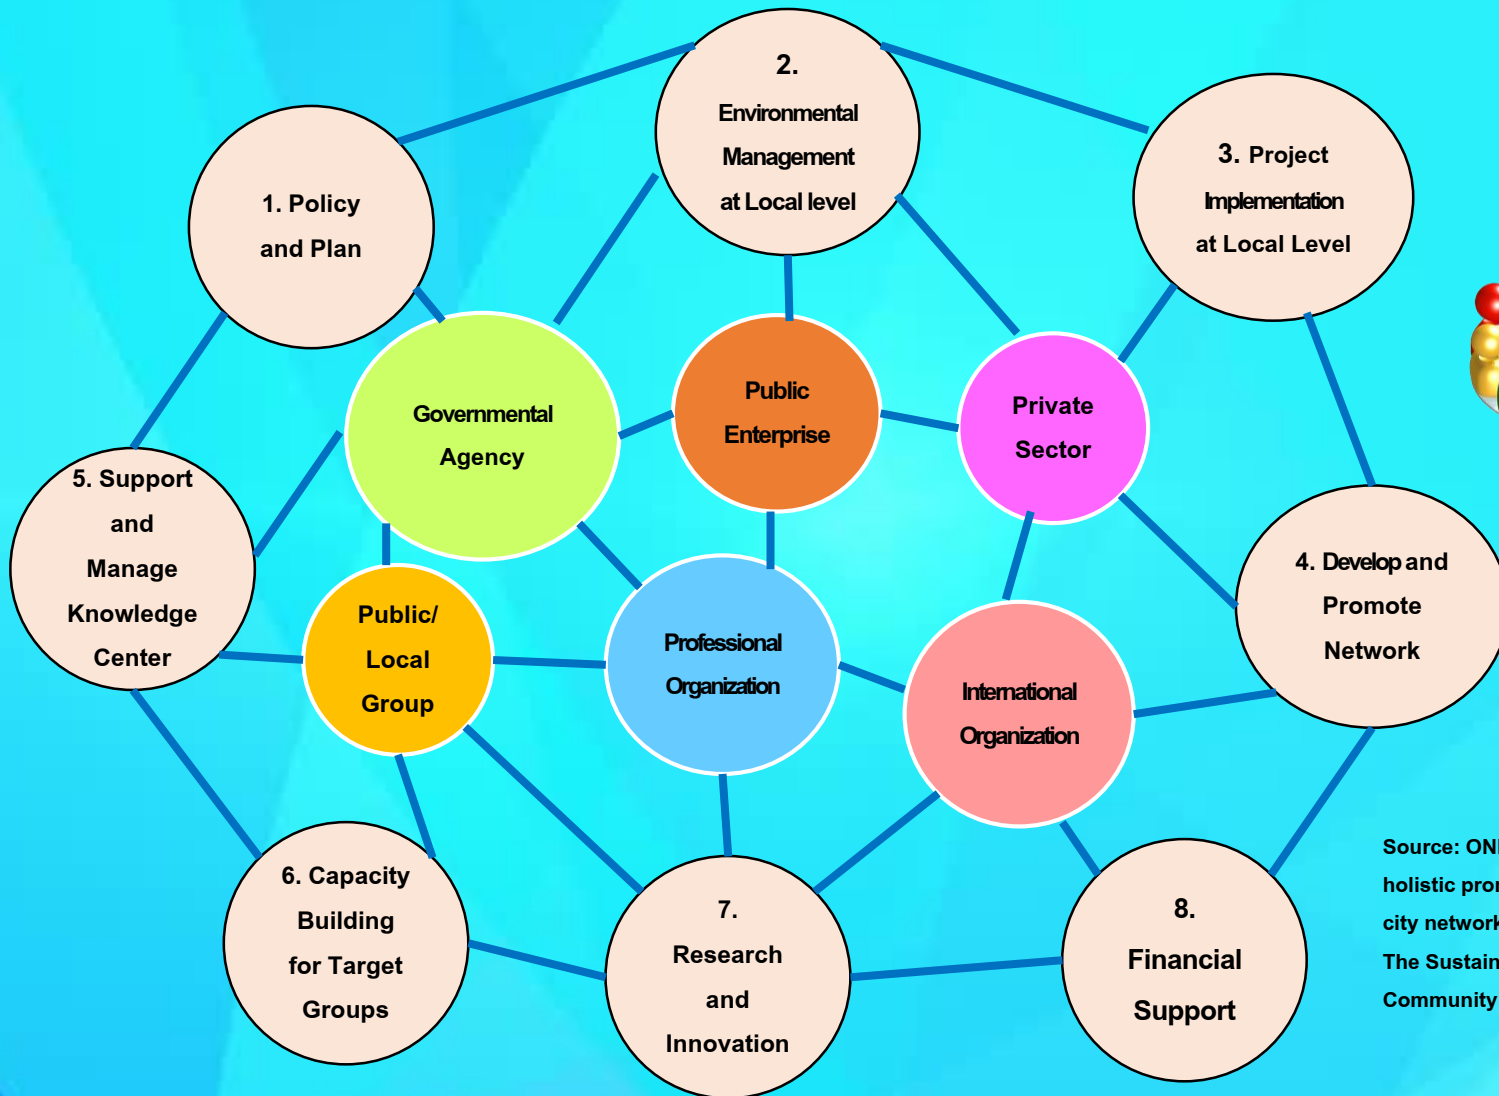 2.
Environmental
Management
at Local level
3. Project
Implementation
at Local Level
1. Policy
and Plan
Governmental
Agency
Public
Enterprise
Private
Sector
5. Support
and
Manage
Knowledge
Center
4. Develop and
Promote
Network
Public/
Local
Group
Professional
Organization
International
Organization
6. Capacity
Building
for Target
Groups
7.
Research
and
Innovation
8.
Financial
Support
Source:
holistic
city network
The
Community